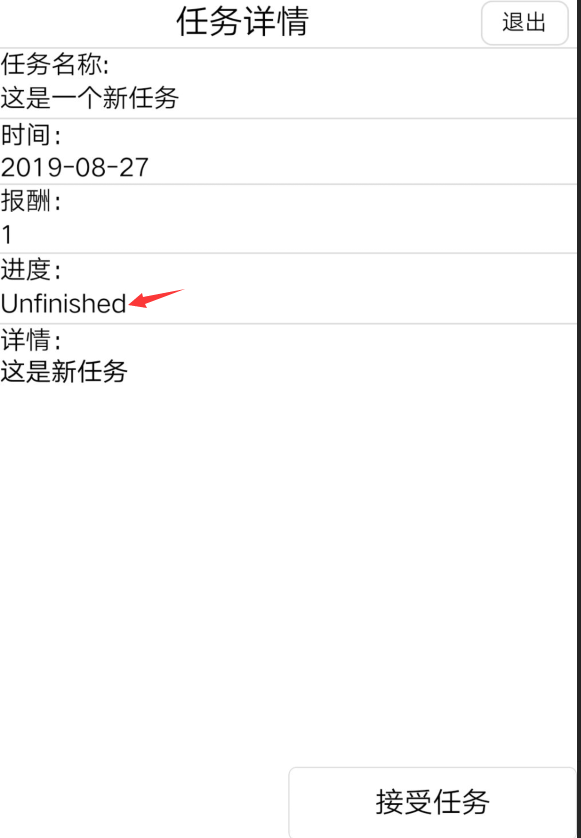 任务详情
退出
任务名称:
这是一个新任务
时间:
2019-08-27
报酬:
1
进度:
Unfinished
详情:
这是新任务
接受任务